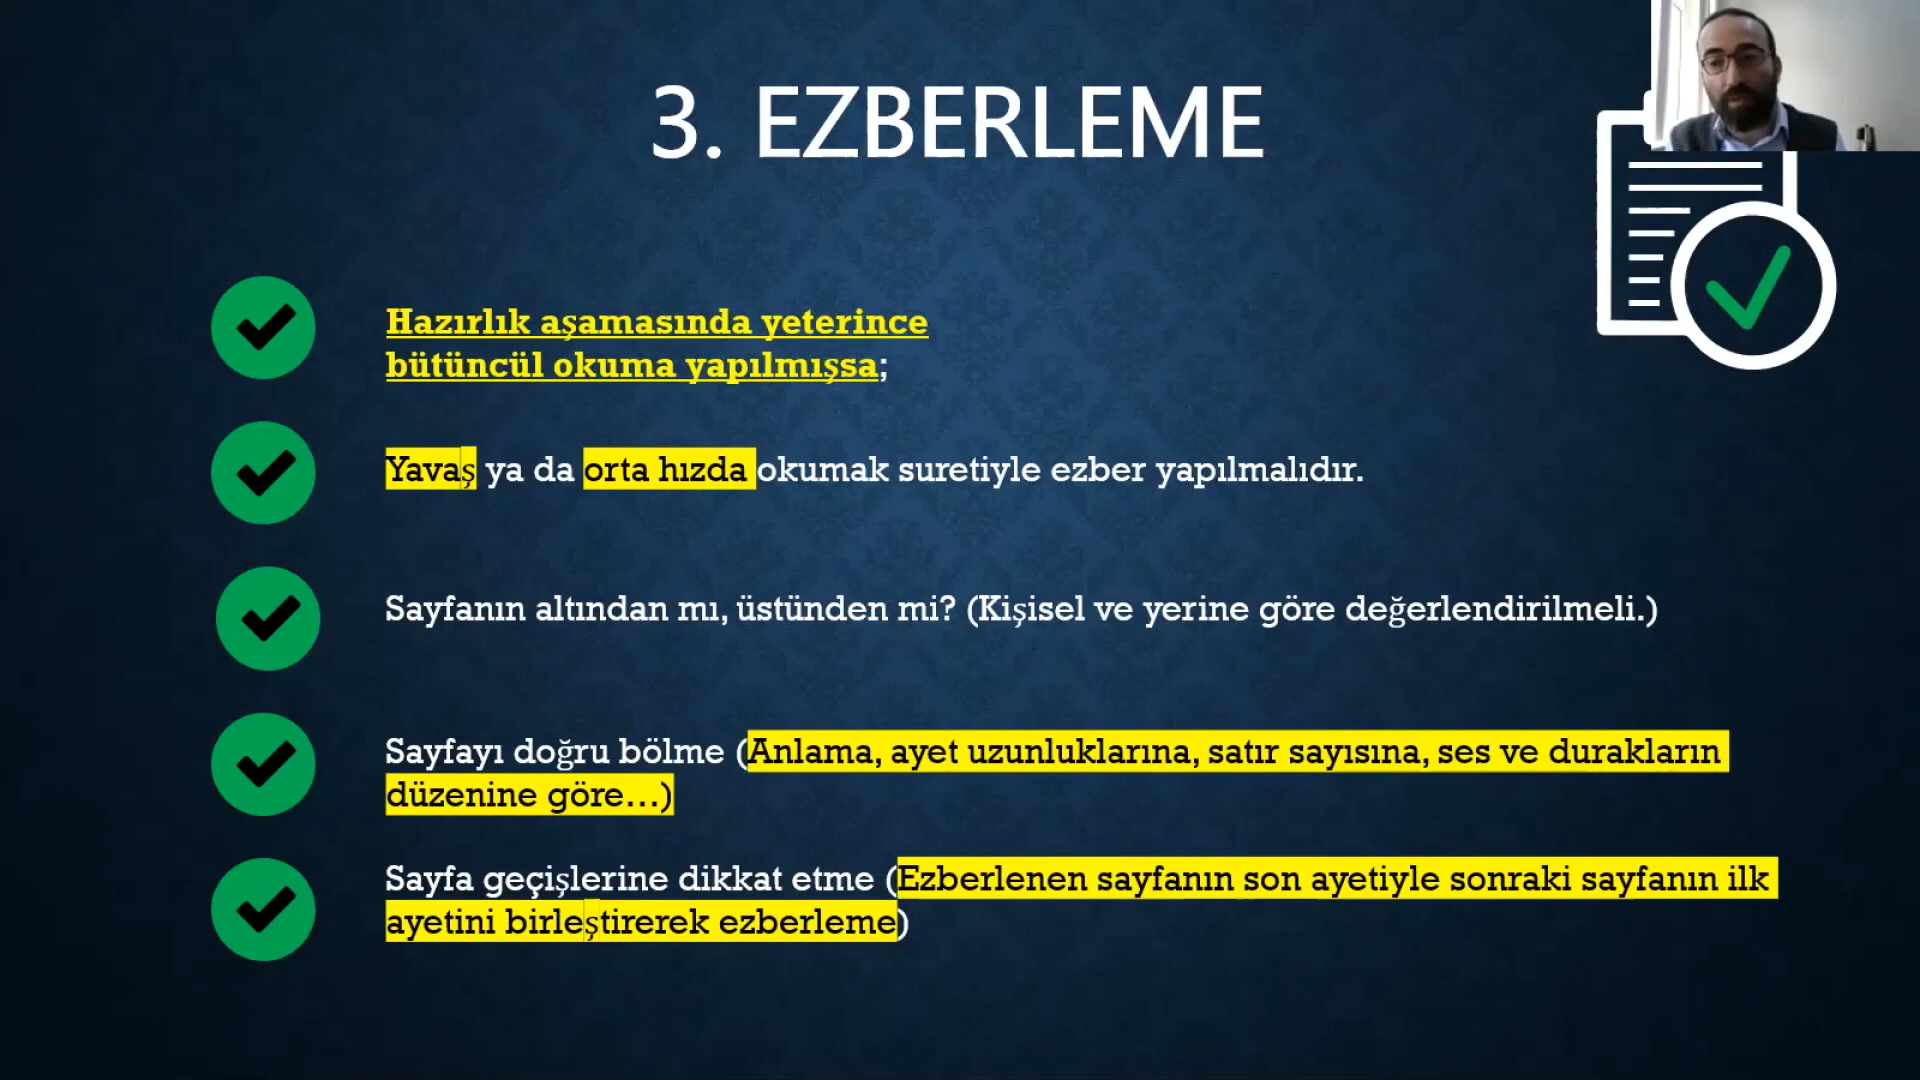 3. EZBERLEME
Hazırlık aşamasında yeterince
bütüncül okuma yapılmışsa;
Yavaş ya da orta hızda okumak suretiyle ezber yapılmalıdır.
Sayfanın altından mı, üstünden mi? (Kişisel ve yerine göre değerlendirilmeli.)
Sayfayı doğru bölme (Anlama, ayet uzunluklarına, satır sayısına, ses ve durakların
düzenine göre...)
Sayfa geçişlerine dikkat etme (Ezberlenen sayfanın son ayetiyle sonraki sayfanın ilk
ayetini birleştirerek ezberleme)